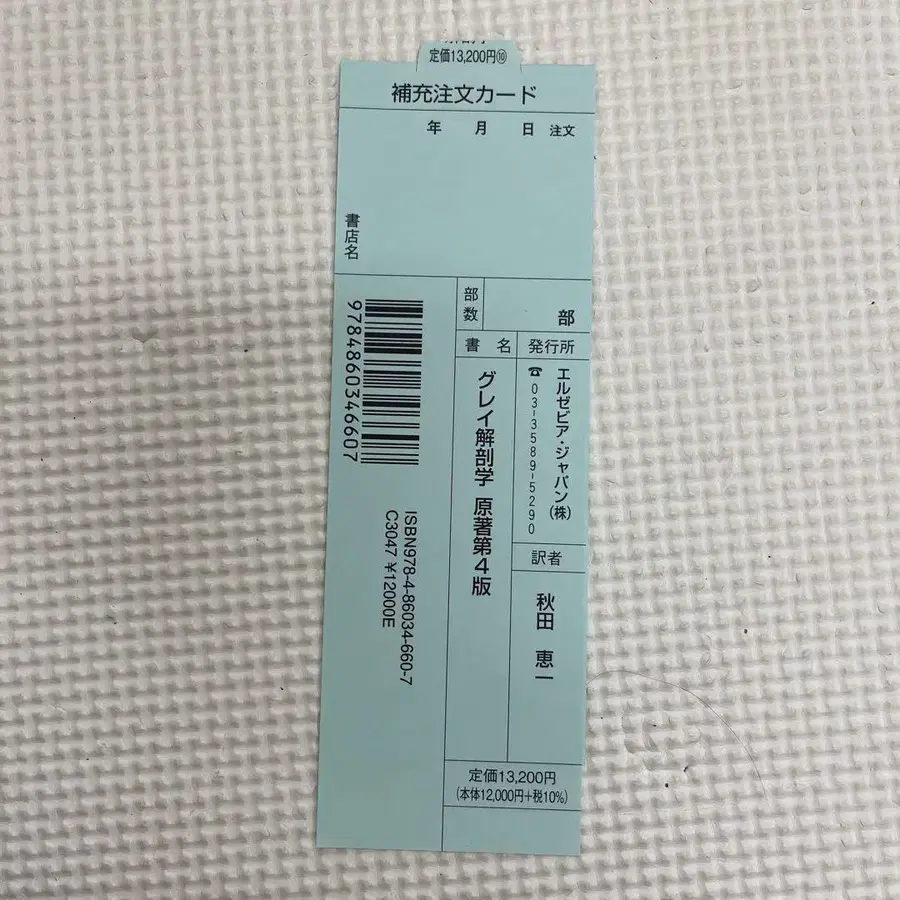 定価13,200円⑩
補充注文カード
年 月 日 注文
書店名
部数
部
書名
発行所
グレイ解剖学 原著第4版
エルゼビア・ジャパン(株)
☎03-3589-5290
訳者
秋田 恵一
9784860346607
ISBN978-4-86034-660-7
C3047 ¥12000E
定価13,200円
(本体12,000円+税10%)